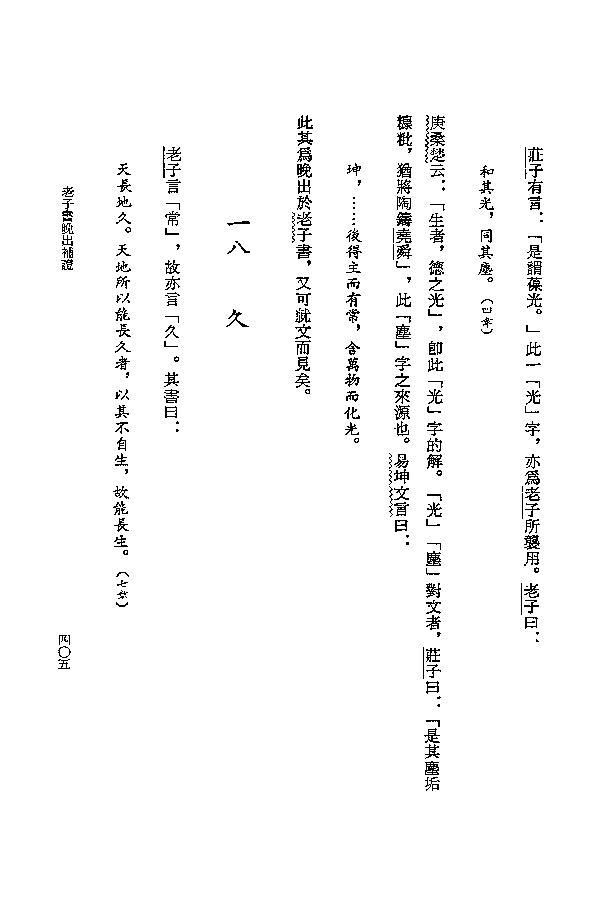 莊子有言：「是謂葆光。」此一「光」字，亦爲老子所襲用。老子曰：
和其光，同其塵。（四章）
庚桑楚云：「生者，德之光」，卽此「光」字的解。「光」「塵」對文者，莊子曰：「是其塵垢
糠粃，猶將陶鑄堯舜」，此「塵」字之來源也。易坤文言曰：
坤，……後得主而有常，含萬物而化光。
此其爲晚出於老子書，又可就文而見矣。
一八　久
老子言「常」，故亦言「久」。其書曰：
天長地久。天地所以能長久者，以其不自生，故能長生。（七章）
老子書晚出補證
四〇五